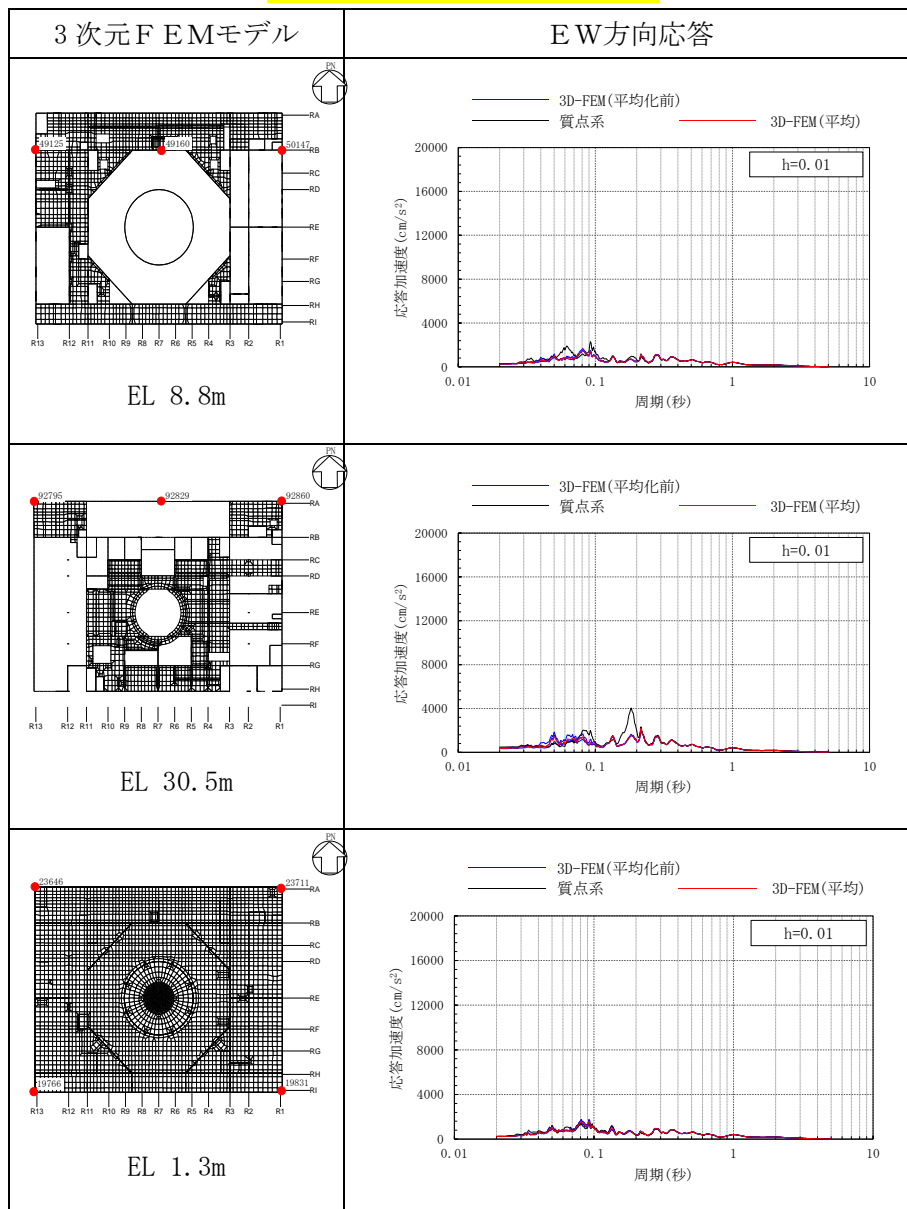 3次元ＦＥＭモデル
ＥＷ方向応答
PN
49125
49160
50147
RA
RB
RC
RD
RE
RF
RG
RH
RI
R13 R12 R11 R10 R9 R8 R7 R6 R5 R4 R3 R2 R1
EL 8.8m
3D-FEM(平均化前)
質点系 3D-FEM(平均)
h=0.01
応答加速度(cm/s²)
20000
16000
12000
8000
4000
0
0.01 0.1 1 10
周期(秒)
PN
92795
92829
92860
RA
RB
RC
RD
RE
RF
RG
RH
RI
R13 R12 R11 R10 R9 R8 R7 R6 R5 R4 R3 R2 R1
EL 30.5m
3D-FEM(平均化前)
質点系 3D-FEM(平均)
h=0.01
応答加速度(cm/s²)
20000
16000
12000
8000
4000
0
0.01 0.1 1 10
周期(秒)
PN
23646
23711
RA
RB
RC
RD
RE
RF
RG
RH
19766
19831
RI
R13 R12 R11 R10 R9 R8 R7 R6 R5 R4 R3 R2 R1
EL 1.3m
3D-FEM(平均化前)
質点系 3D-FEM(平均)
h=0.01
応答加速度(cm/s²)
20000
16000
12000
8000
4000
0
0.01 0.1 1 10
周期(秒)